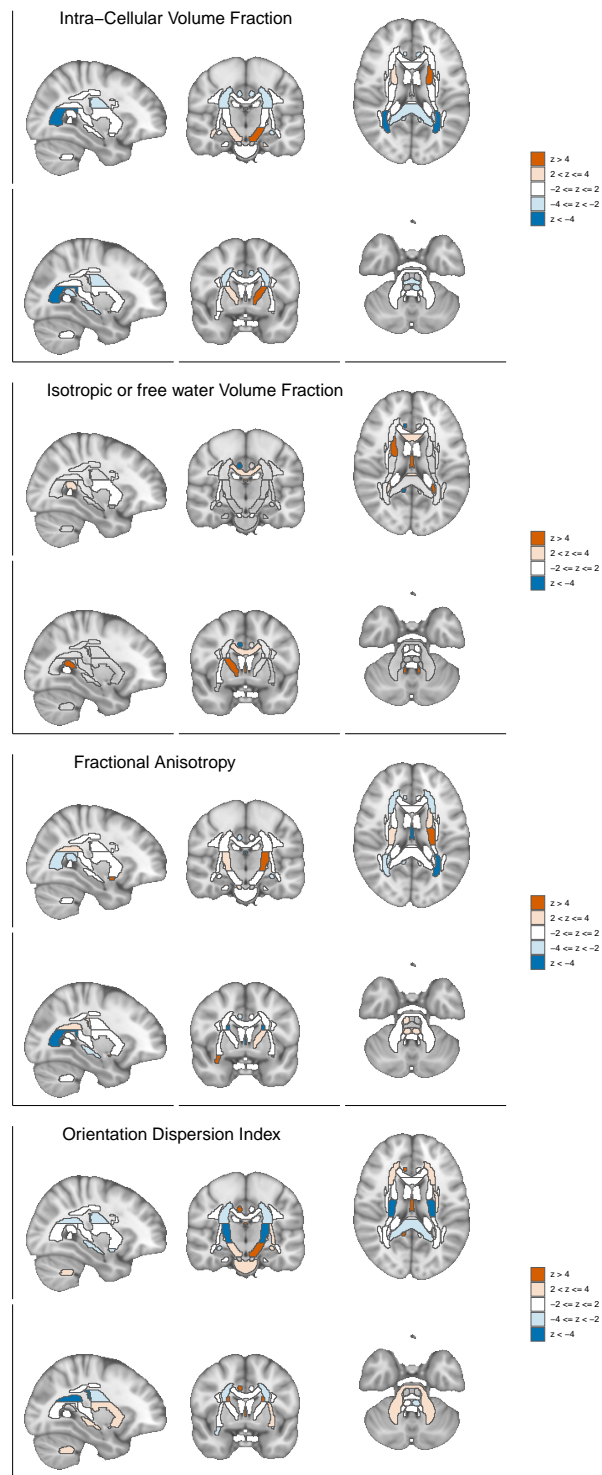 Intra−Cellular Volume Fraction
z > 4
2 < z <= 4
−2 <= z <= 2
−4 <= z < −2
z < −4
Isotropic or free water Volume Fraction
z > 4
2 < z <= 4
−2 <= z <= 2
z < −4
Fractional Anisotropy
z > 4
2 < z <= 4
−2 <= z <= 2
−4 <= z < −2
z < −4
Orientation Dispersion Index
z > 4
2 < z <= 4
−2 <= z <= 2
−4 <= z < −2
z < −4